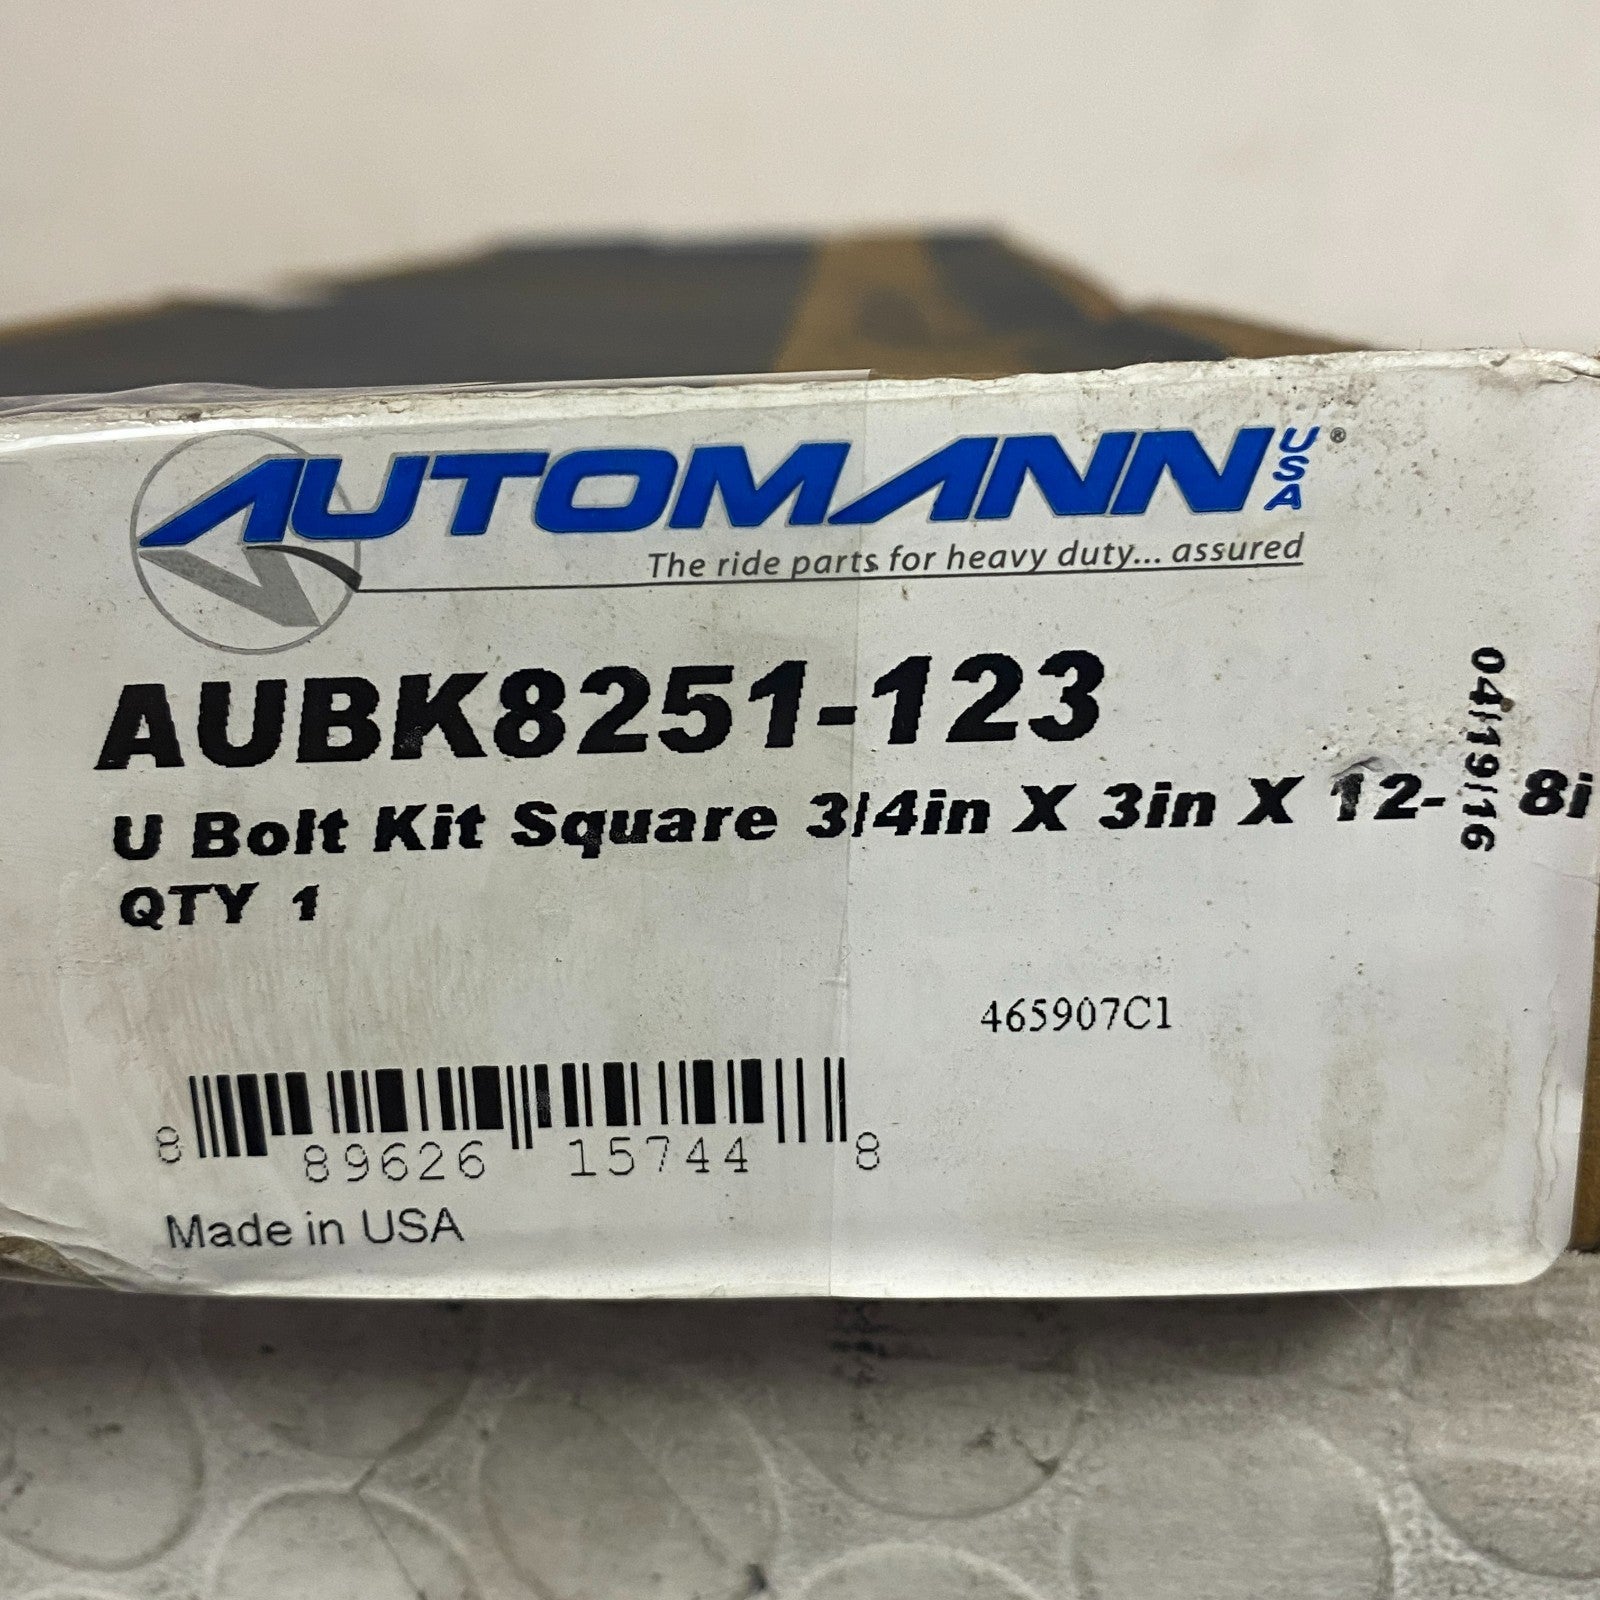 AUTOMANN USA®
The ride parts for heavy duty... assured
AUBK8251-123
U Bolt Kit Square 3/4in X 3in X 12- 8i
04/19/16
QTY 1
465907C1
8 89626 15744 8
Made in USA